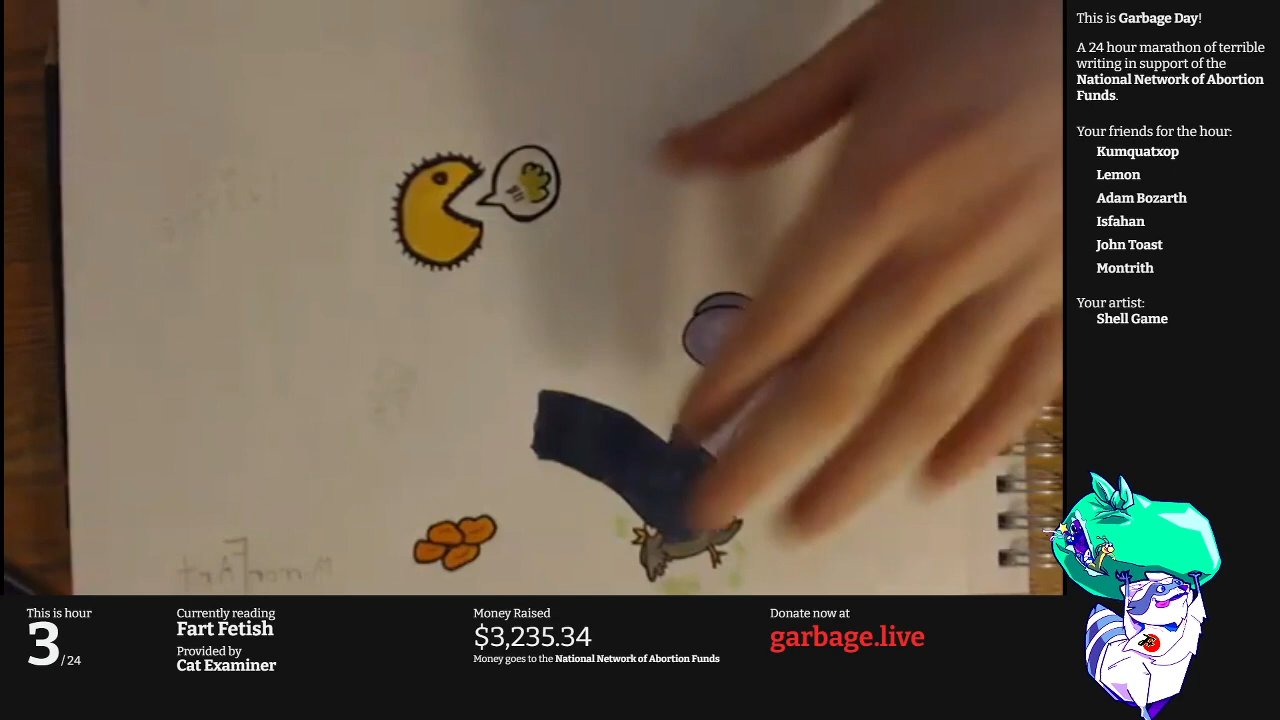 This is Garbage Day!
A 24 hour marathon of terrible
writing in support of the
National Network of Abortion
Funds.
Your friends for the hour:
Kumquatxop
Lemon
Adam Bozarth
Isfahan
John Toast
Montrith
Your artist:
Shell Game
This is hour
3/24
Currently reading
Fart Fetish
Provided by
Cat Examiner
Money Raised
$3,235.34
Money goes to the National Network of Abortion Funds
Donate now at
garbage.live